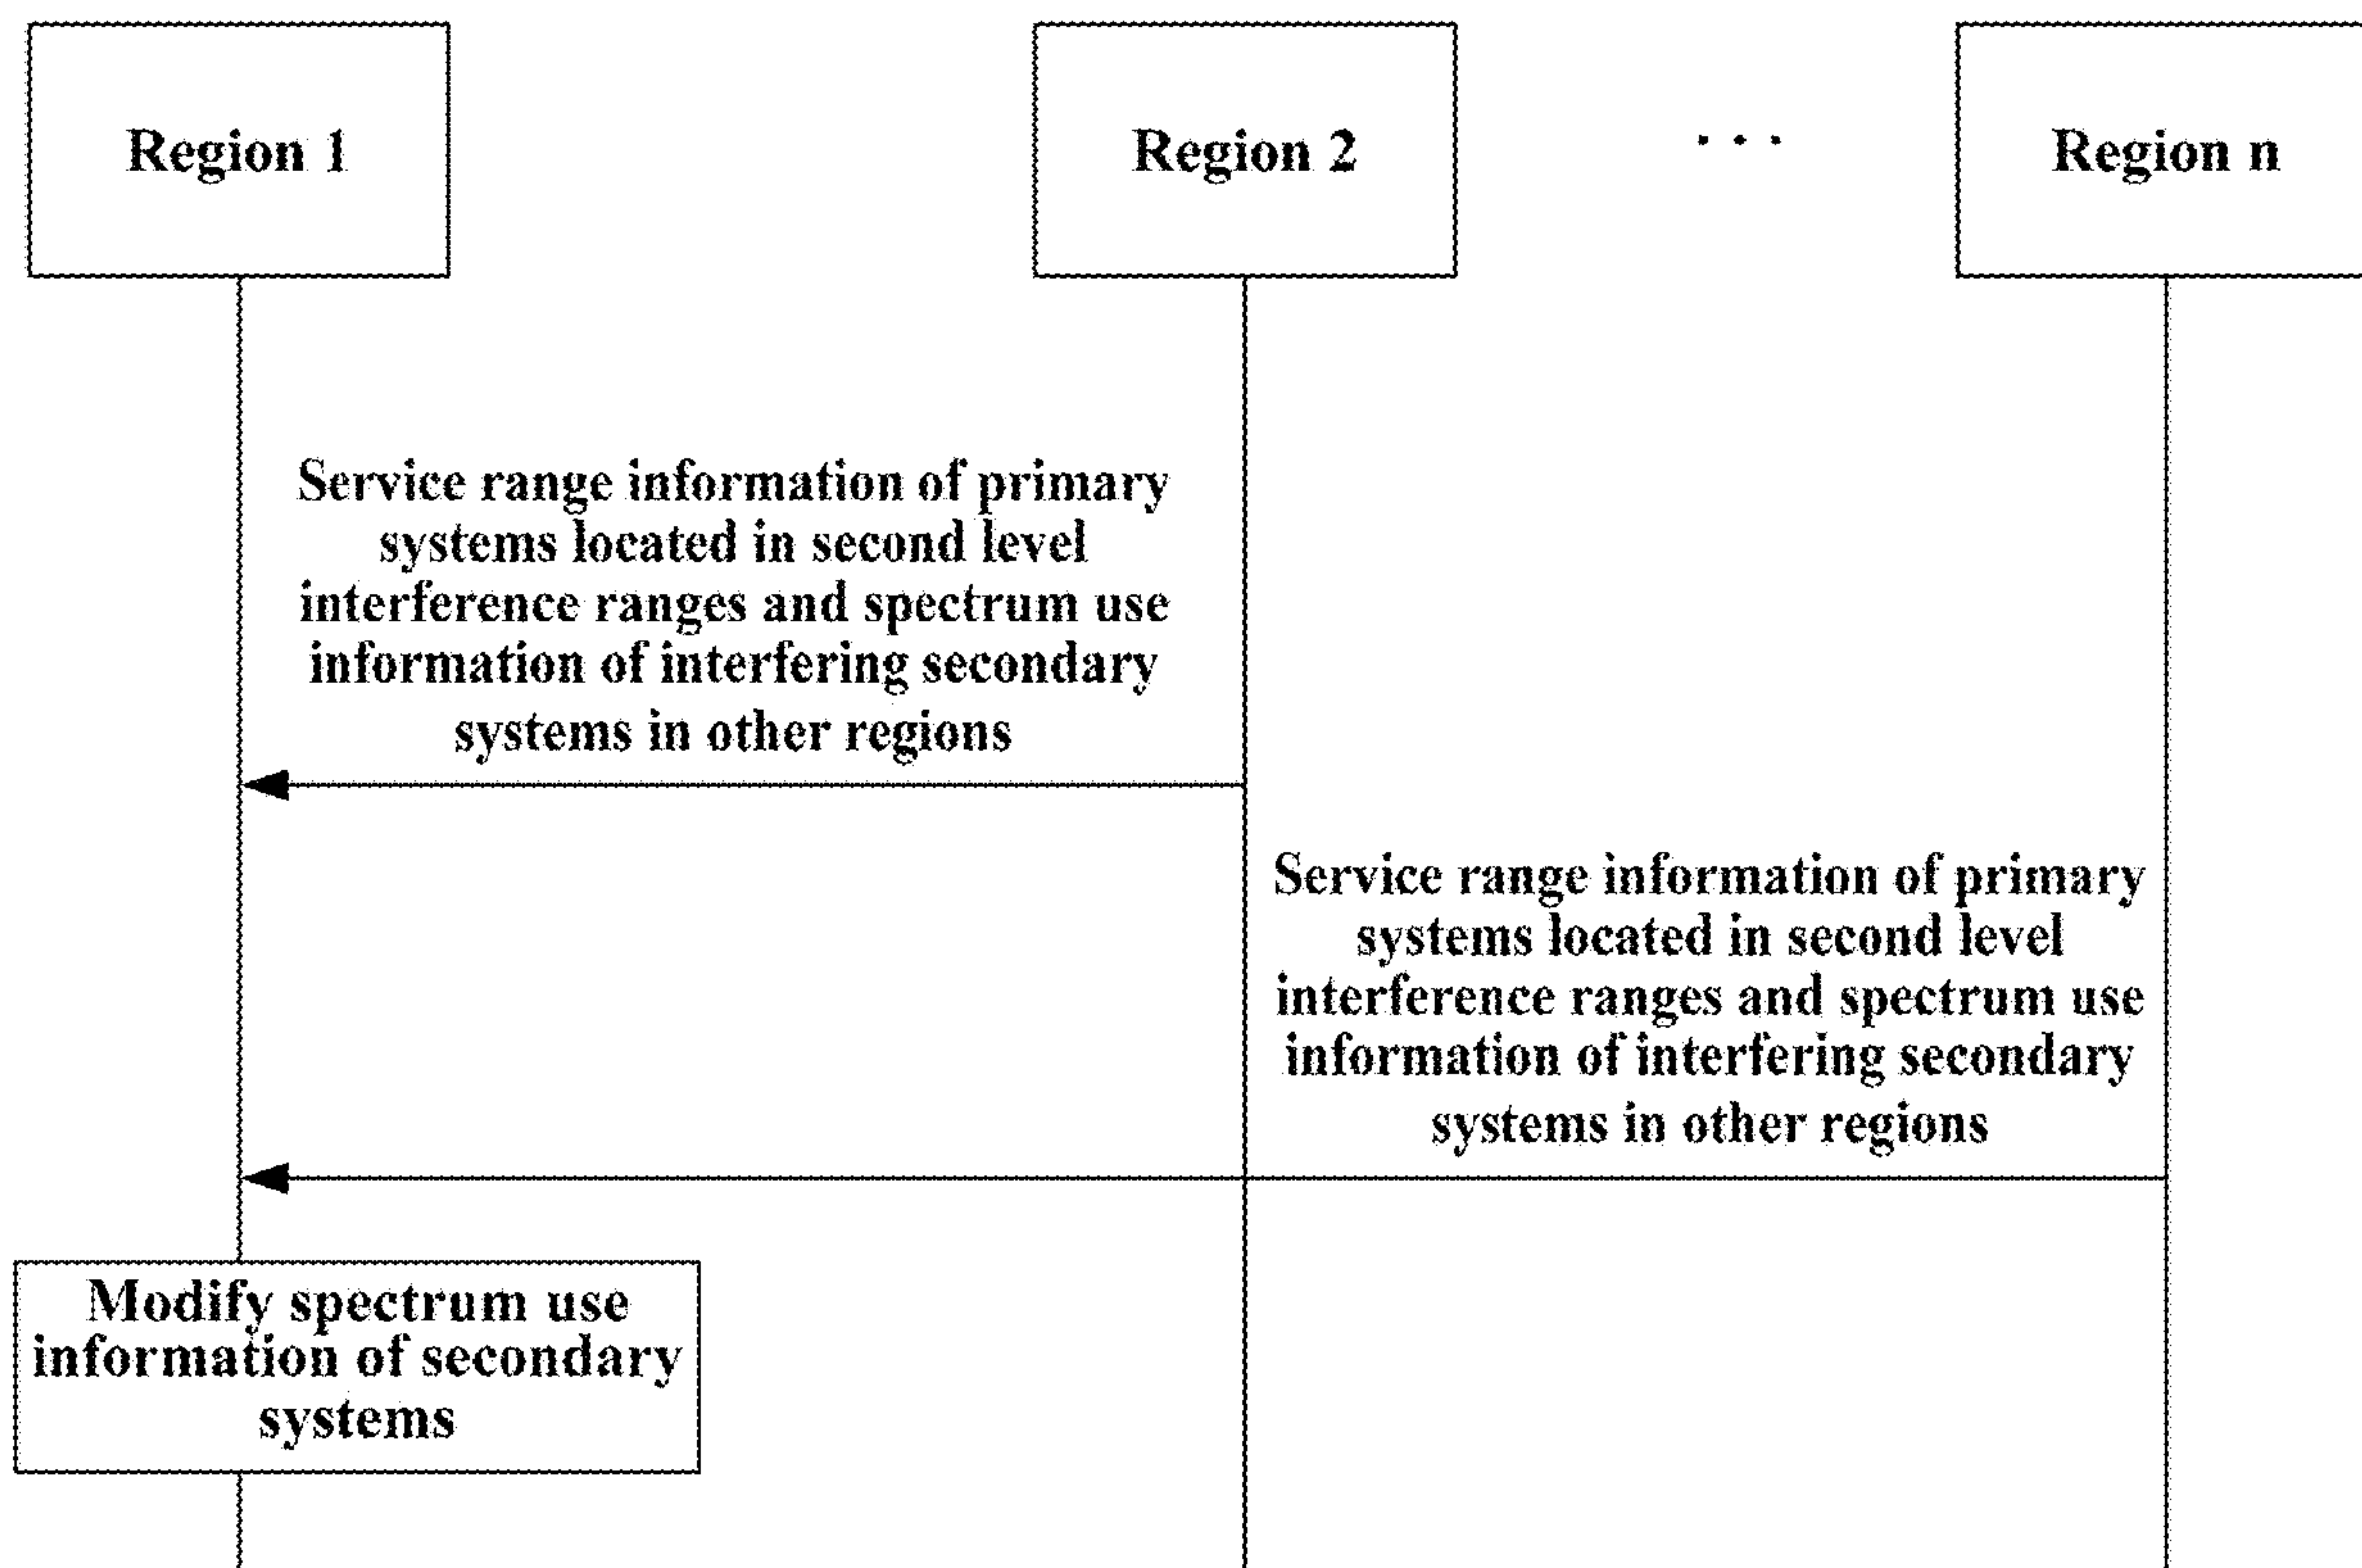 Region 1
Region 2
. . .
Region n
Service range information of primary
systems located in second level
interference ranges and spectrum use
information of interfering secondary
systems in other regions
Service range information of primary
systems located in second level
interference ranges and spectrum use
information of interfering secondary
systems in other regions
Modify spectrum use
information of secondary
systems